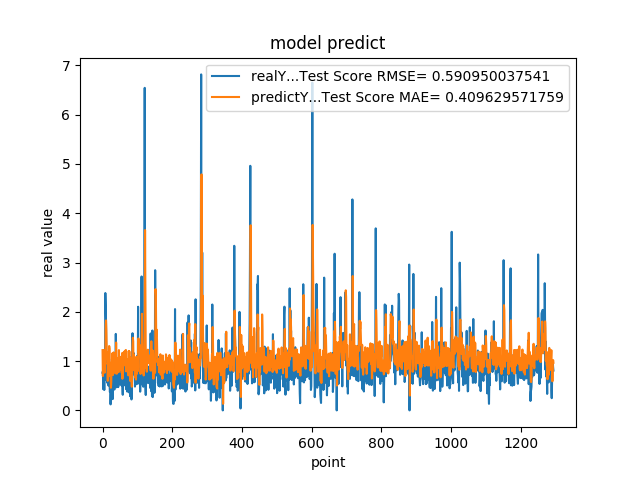 model predict
realY...Test Score RMSE= 0.590950037541
predictY...Test Score MAE= 0.409629571759
real value
7
6
5
4
3
2
1
0
0 200 400 600 800 1000 1200
point